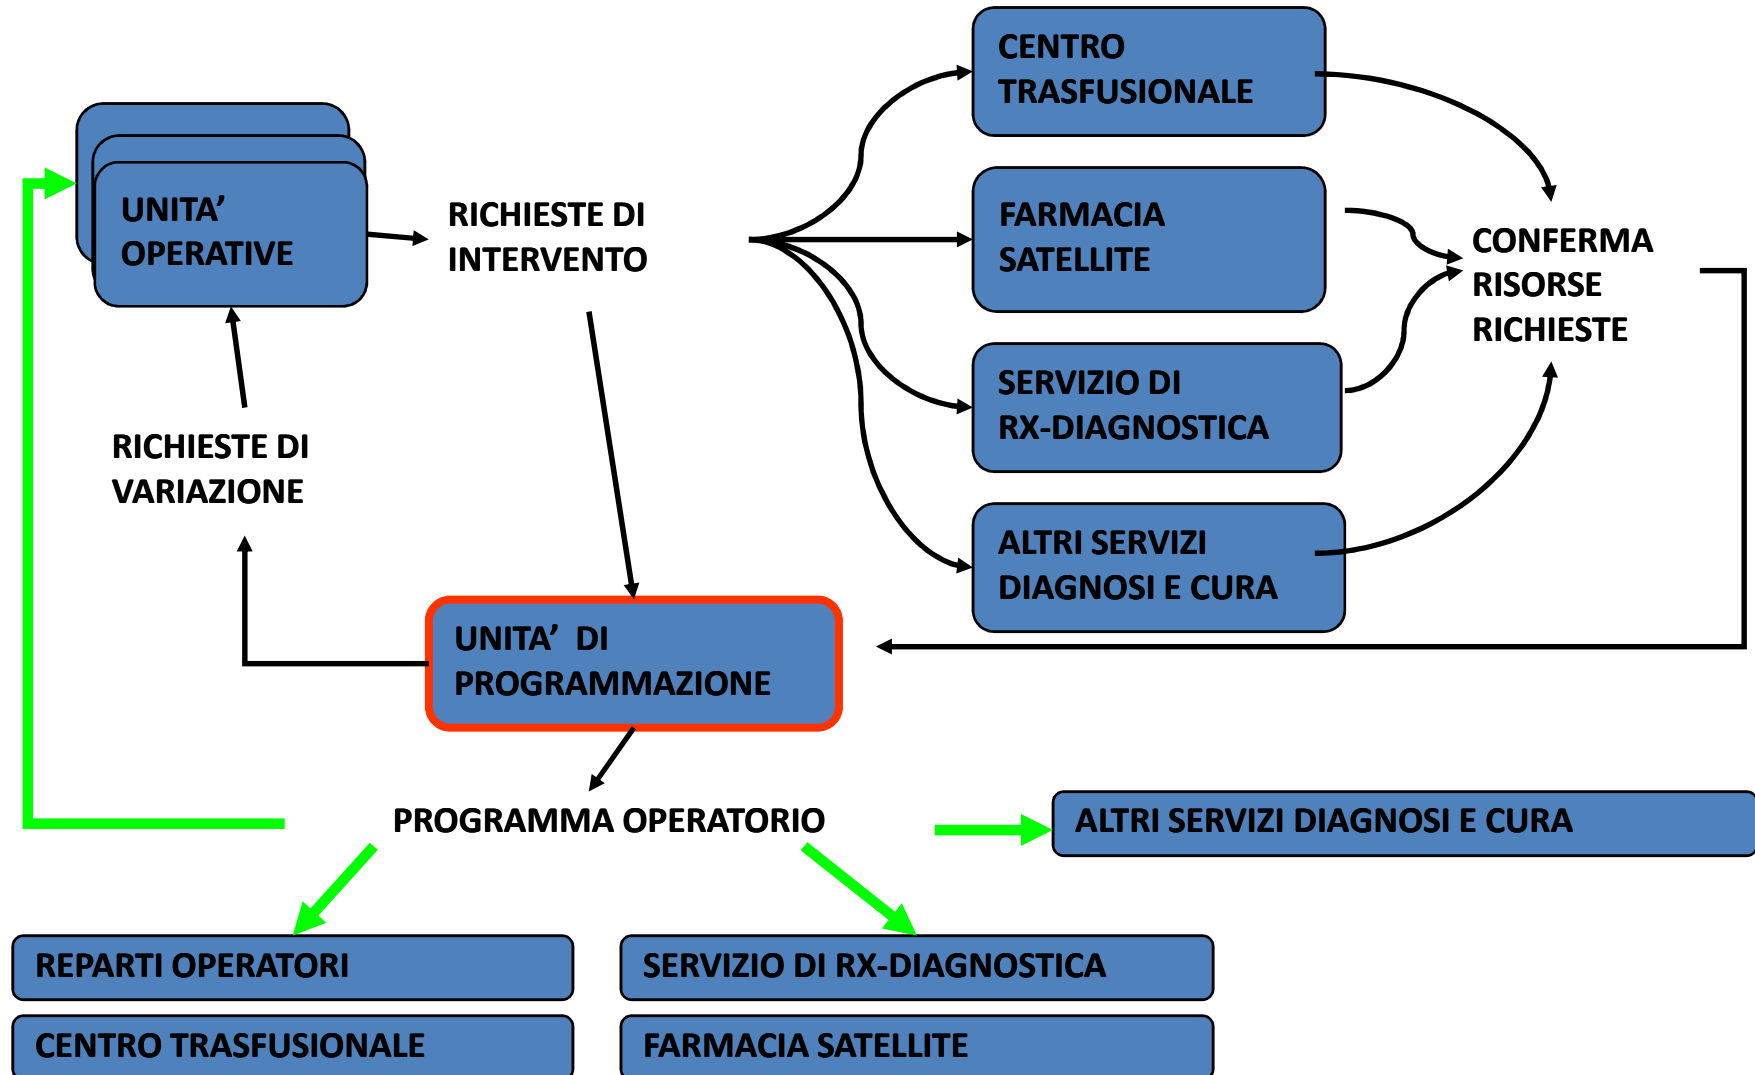 CENTRO
TRASFUSIONALE
UNITA’
OPERATIVE
RICHIESTE DI
INTERVENTO
FARMACIA
SATELLITE
CONFERMA
RISORSE
RICHIESTE
SERVIZIO DI
RX-DIAGNOSTICA
RICHIESTE DI
VARIAZIONE
ALTRI SERVIZI
DIAGNOSI E CURA
UNITA’ DI
PROGRAMMAZIONE
PROGRAMMA OPERATORIO
ALTRI SERVIZI DIAGNOSI E CURA
REPARTI OPERATORI
SERVIZIO DI RX-DIAGNOSTICA
CENTRO TRASFUSIONALE
FARMACIA SATELLITE